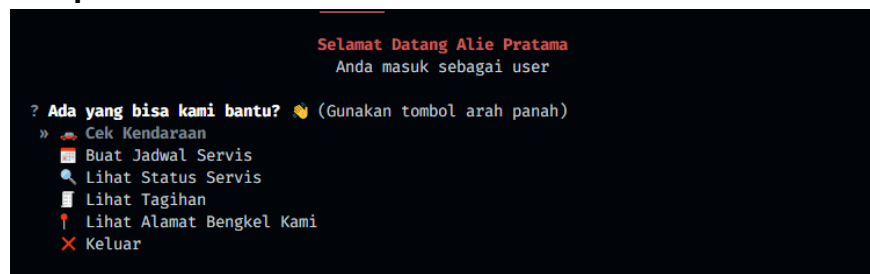 Selamat Datang Alie Pratama
Anda masuk sebagai user
? Ada yang bisa kami bantu? 👋 (Gunakan tombol arah panah)
» 🚗 Cek Kendaraan
📅 Buat Jadwal Servis
🔍 Lihat Status Servis
🧾 Lihat Tagihan
📍 Lihat Alamat Bengkel Kami
❌ Keluar